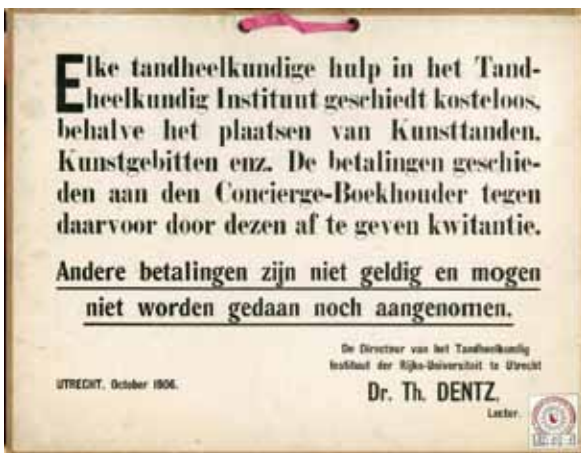 Elke tandheelkundige hulp in het Tand-
heelkundig Instituut geschiedt kosteloos,
behalve het plaatsen van Kunsttanden,
Kunstgebitten enz. De betalingen geschie-
den aan den Concierge-Boekhouder tegen
daarvoor door dezen af te geven kwitantie.
Andere betalingen zijn niet geldig en mogen
niet worden gedaan noch aangenomen.
De Directeur van het Tandheelkundig
Instituut der Rijks-Universiteit te Utrecht
UTRECHT, October 1906.
Dr. Th. DENTZ,
Lector.